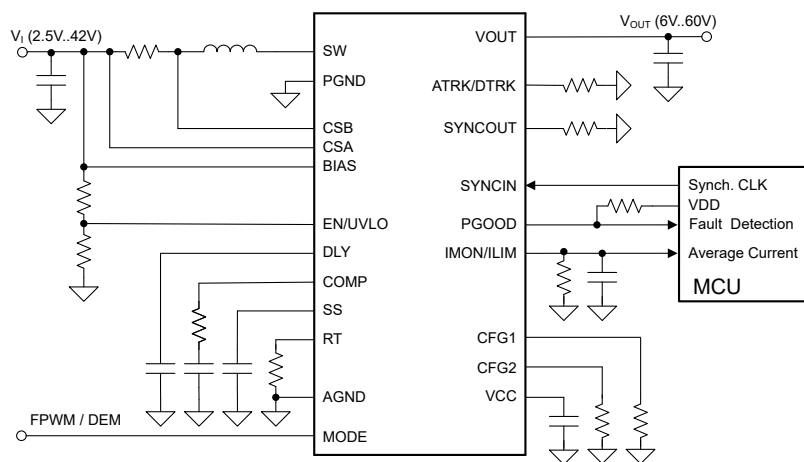 V_I (2.5V..42V)
SW
PGND
CSB
CSA
BIAS
EN/UVLO
DLY
COMP
SS
RT
AGND
MODE
FPWM / DEM
VOUT
V_OUT (6V..60V)
ATRK/DTRK
SYNCOUT
SYNCIN
PGOOD
IMON/ILIM
CFG1
CFG2
VCC
Synch. CLK
VDD
Fault Detection
Average Current
MCU